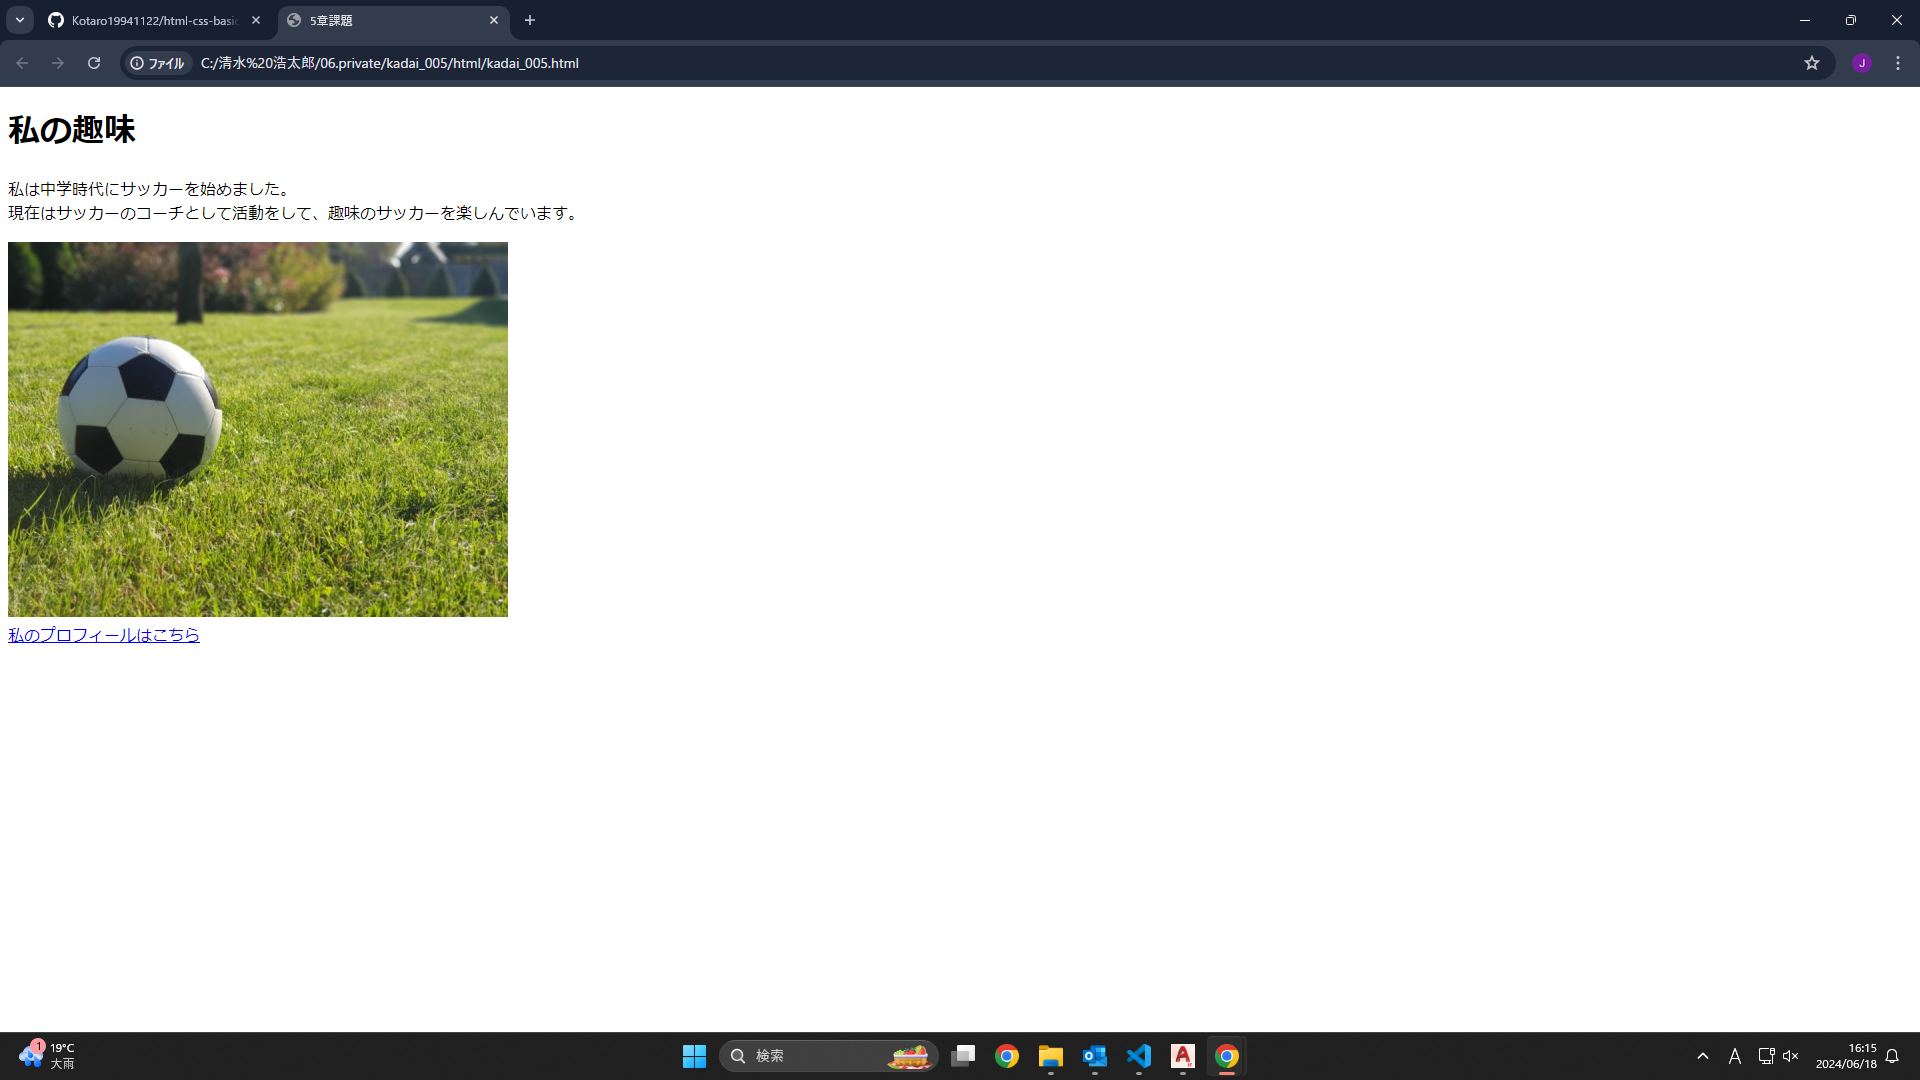 Kotaro19941122/html-css-basic
5章課題
ファイル
C:/清水%20浩太郎/06.private/kadai_005/html/kadai_005.html
J
私の趣味
私は中学時代にサッカーを始めました。
現在はサッカーのコーチとして活動をして、趣味のサッカーを楽しんでいます。
私のプロフィールはこちら
1
19°C
大雨
検索
A
16:15
2024/06/18